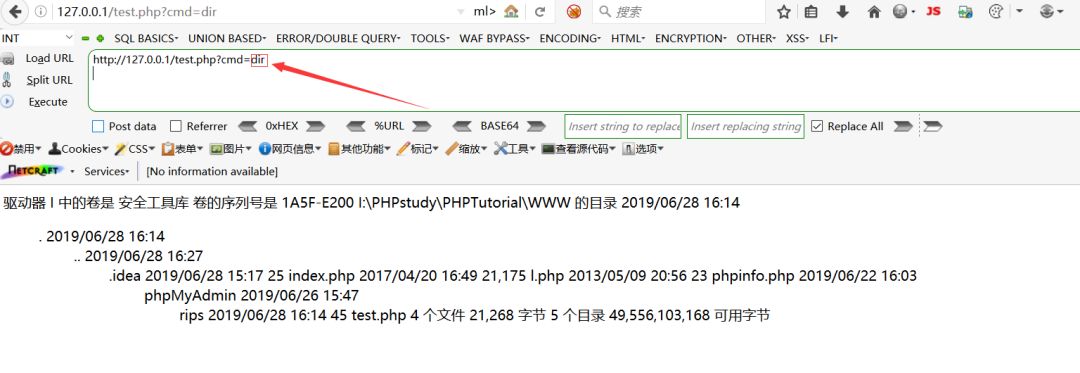 127.0.0.1/test.php?cmd=dir
ml>
搜索
JS
INT
SQL BASICS UNION BASED ERROR/DOUBLE QUERY TOOLS WAF BYPASS ENCODING HTML ENCRYPTION OTHER XSS LFI
Load URL
http://127.0.0.1/test.php?cmd=dir
Split URL
Execute
Post data Referrer 0xHEX %URL BASE64 Insert string to replace Insert replacing string Replace All
禁用 Cookies CSS 表单 图片 网页信息 其他功能 标记 缩放 工具 查看源代码 选项
NETCRAFT Services [No information available]
驱动器 I 中的卷是 安全工具库 卷的序列号是 1A5F-E200 I:\PHPstudy\PHPTutorial\WWW 的目录 2019/06/28 16:14
. 2019/06/28 16:14
.. 2019/06/28 16:27
.idea 2019/06/28 15:17 25 index.php 2017/04/20 16:49 21,175 l.php 2013/05/09 20:56 23 phpinfo.php 2019/06/22 16:03
phpMyAdmin 2019/06/26 15:47
rips 2019/06/28 16:14 45 test.php 4 个文件 21,268 字节 5 个目录 49,556,103,168 可用字节